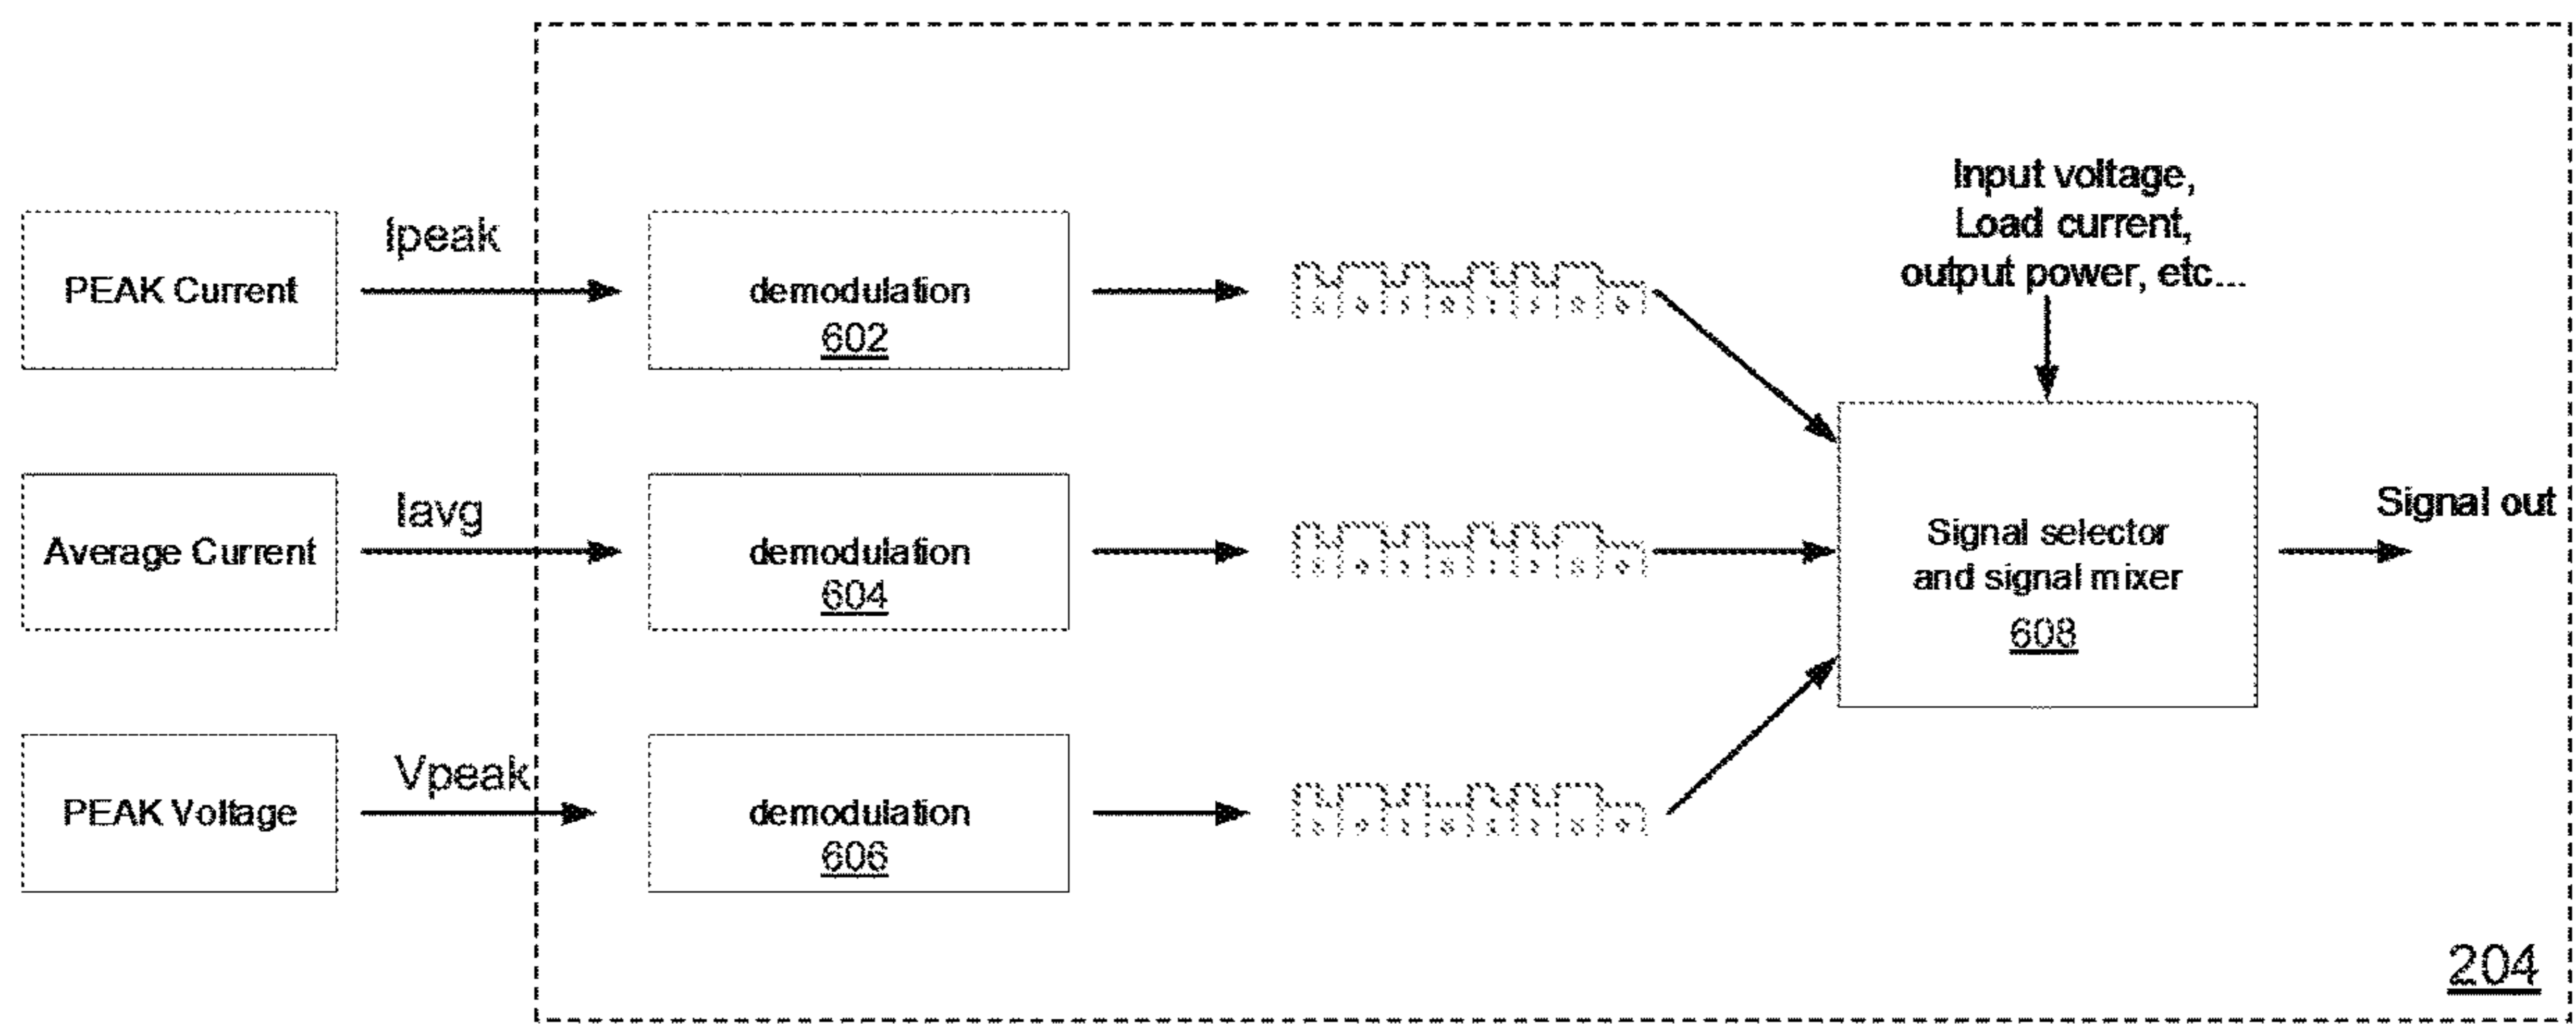 Input voltage,
Load current,
output power, etc...
PEAK Current
Ipeak
demodulation
602
Average Current
Iavg
demodulation
604
Signal selector
and signal mixer
608
Signal out
PEAK Voltage
Vpeak
demodulation
606
204